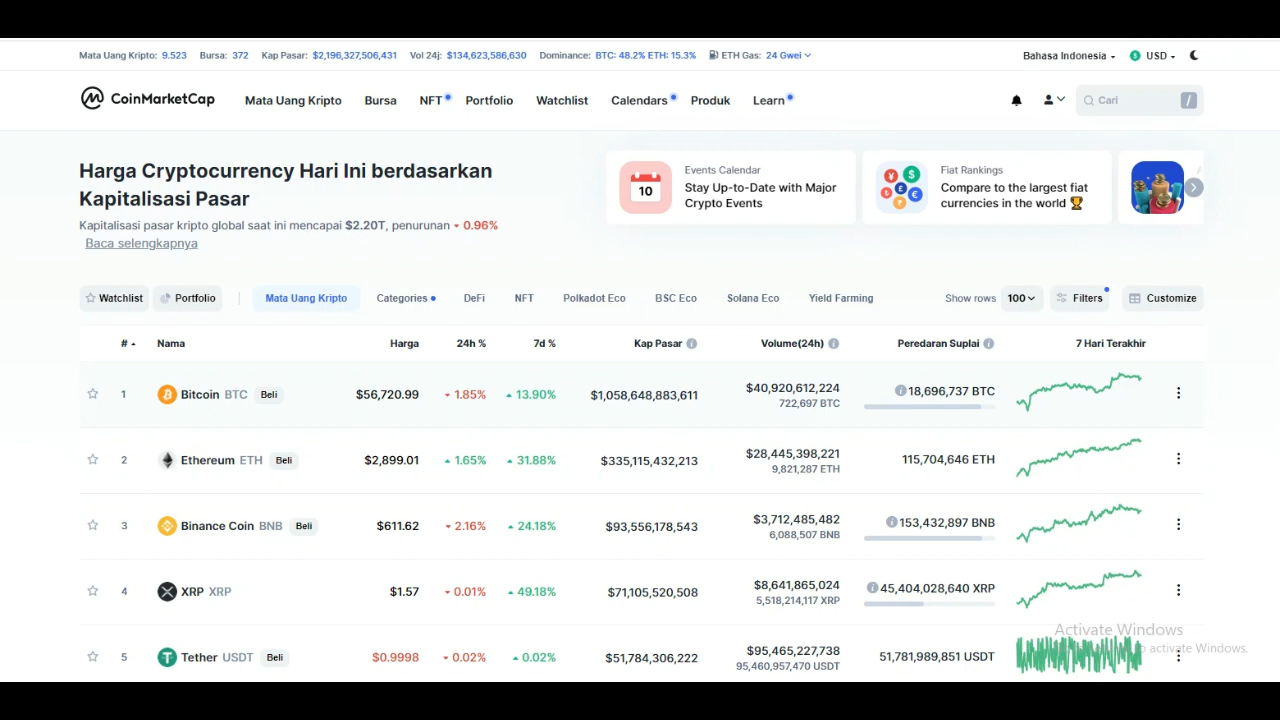 Mata Uang Kripto: 9.523 Bursa: 372 Kap Pasar: $2,196,327,506,431 Vol 24j: $134,623,586,630 Dominance: BTC: 48.2% ETH: 15.3% ETH Gas: 24 Gwei Bahasa Indonesia USD
CoinMarketCap Mata Uang Kripto Bursa NFT Portfolio Watchlist Calendars Produk Learn Cari /
Harga Cryptocurrency Hari Ini berdasarkan
Kapitalisasi Pasar
Kapitalisasi pasar kripto global saat ini mencapai $2.20T, penurunan 0.96%
Baca selengkapnya
10
Events Calendar
Stay Up-to-Date with Major
Crypto Events
Fiat Rankings
Compare to the largest fiat
currencies in the world
Watchlist Portfolio Mata Uang Kripto Categories DeFi NFT Polkadot Eco BSC Eco Solana Eco Yield Farming Show rows 100 Filters Customize
# Nama Harga 24h % 7d % Kap Pasar Volume(24h) Peredaran Suplai 7 Hari Terakhir
1 Bitcoin BTC Beli $56,720.99 1.85% 13.90% $1,058,648,883,611 $40,920,612,224 18,696,737 BTC
722,697 BTC
2 Ethereum ETH Beli $2,899.01 1.65% 31.88% $335,115,432,213 $28,445,398,221 115,704,646 ETH
9,821,287 ETH
3 Binance Coin BNB Beli $611.62 2.16% 24.18% $93,556,178,543 $3,712,485,482 153,432,897 BNB
6,088,507 BNB
4 XRP XRP $1.57 0.01% 49.18% $71,105,520,508 $8,641,865,024 45,404,028,640 XRP
5,518,214,117 XRP
Activate Windows
5 Tether USDT Beli $0.9998 0.02% 0.02% $51,784,306,222 $95,465,227,738 51,781,989,851 USDT
95,460,957,470 USDT
activate Windows.